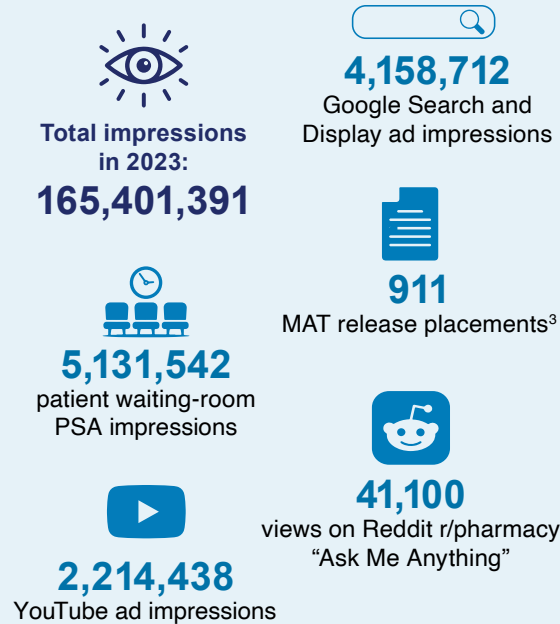 Total impressions
in 2023:
165,401,391
4,158,712
Google Search and
Display ad impressions
911
MAT release placements³
5,131,542
patient waiting-room
PSA impressions
41,100
views on Reddit r/pharmacy
“Ask Me Anything”
2,214,438
YouTube ad impressions